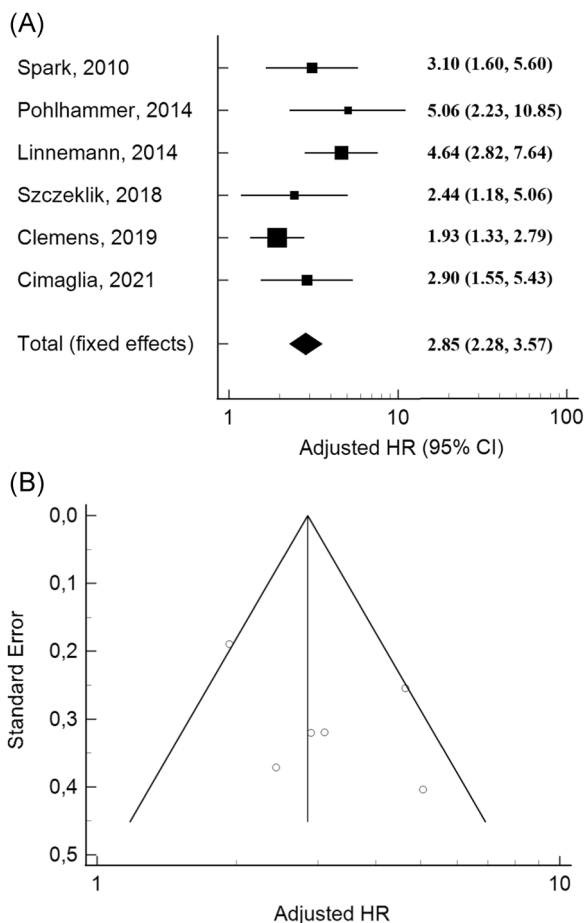 (A)
Spark, 2010 3.10 (1.60, 5.60)
Pohlhammer, 2014 5.06 (2.23, 10.85)
Linnemann, 2014 4.64 (2.82, 7.64)
Szczeklik, 2018 2.44 (1.18, 5.06)
Clemens, 2019 1.93 (1.33, 2.79)
Cimaglia, 2021 2.90 (1.55, 5.43)
Total (fixed effects) 2.85 (2.28, 3.57)
1 10 100
Adjusted HR (95% CI)
(B)
Standard Error
0,0
0,1
0,2
0,3
0,4
0,5
1 10
Adjusted HR